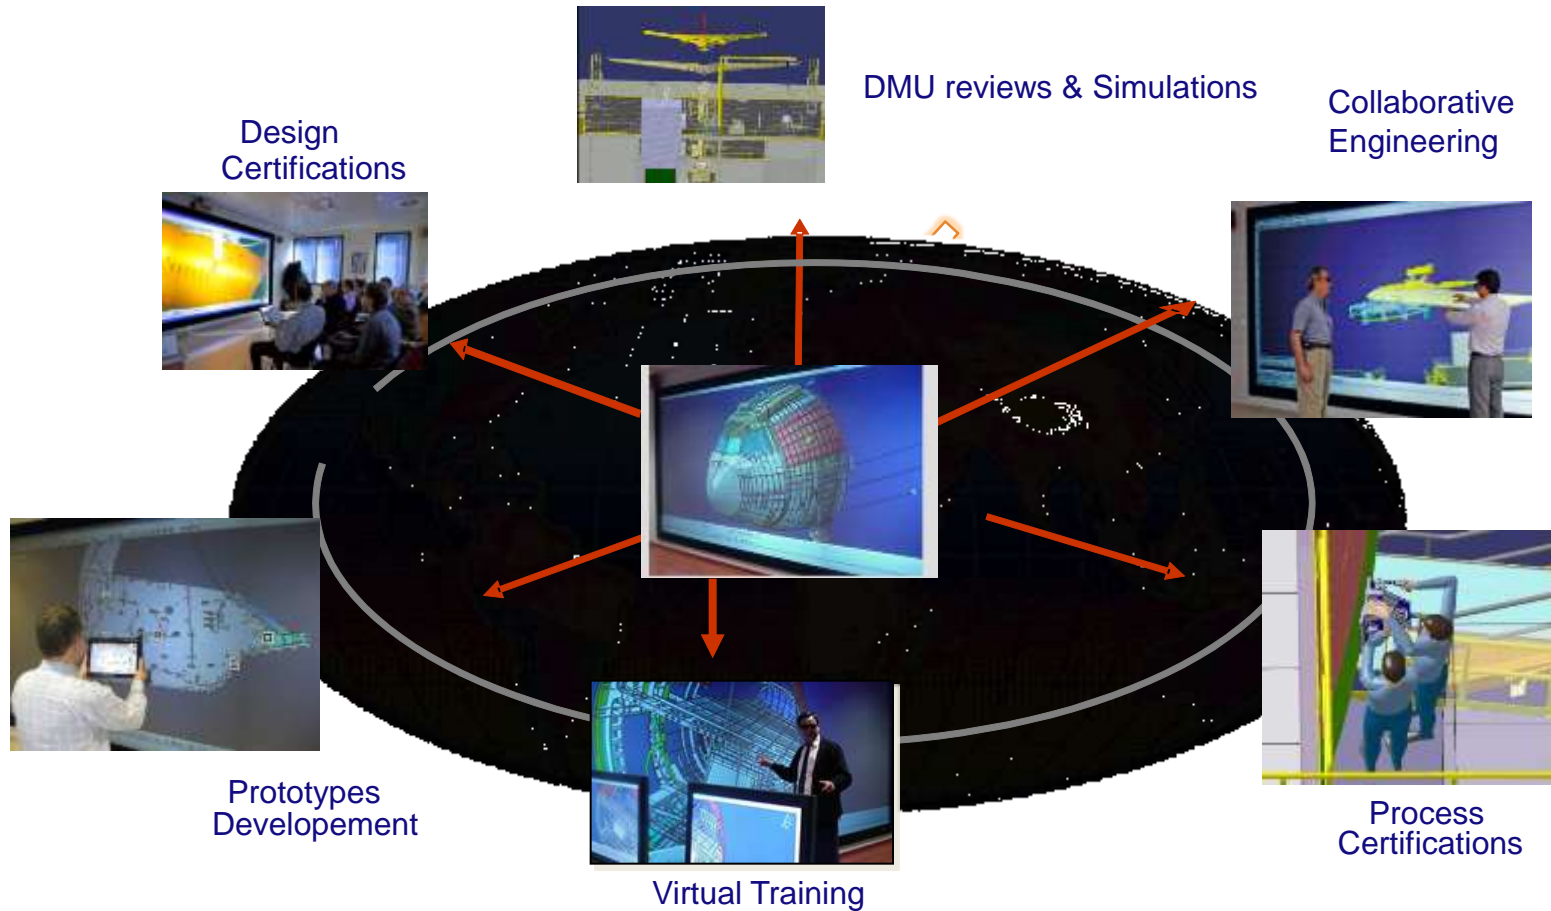 DMU reviews & Simulations
Collaborative
Engineering
Design
Certifications
Prototypes
Developement
Process
Certifications
Virtual Training